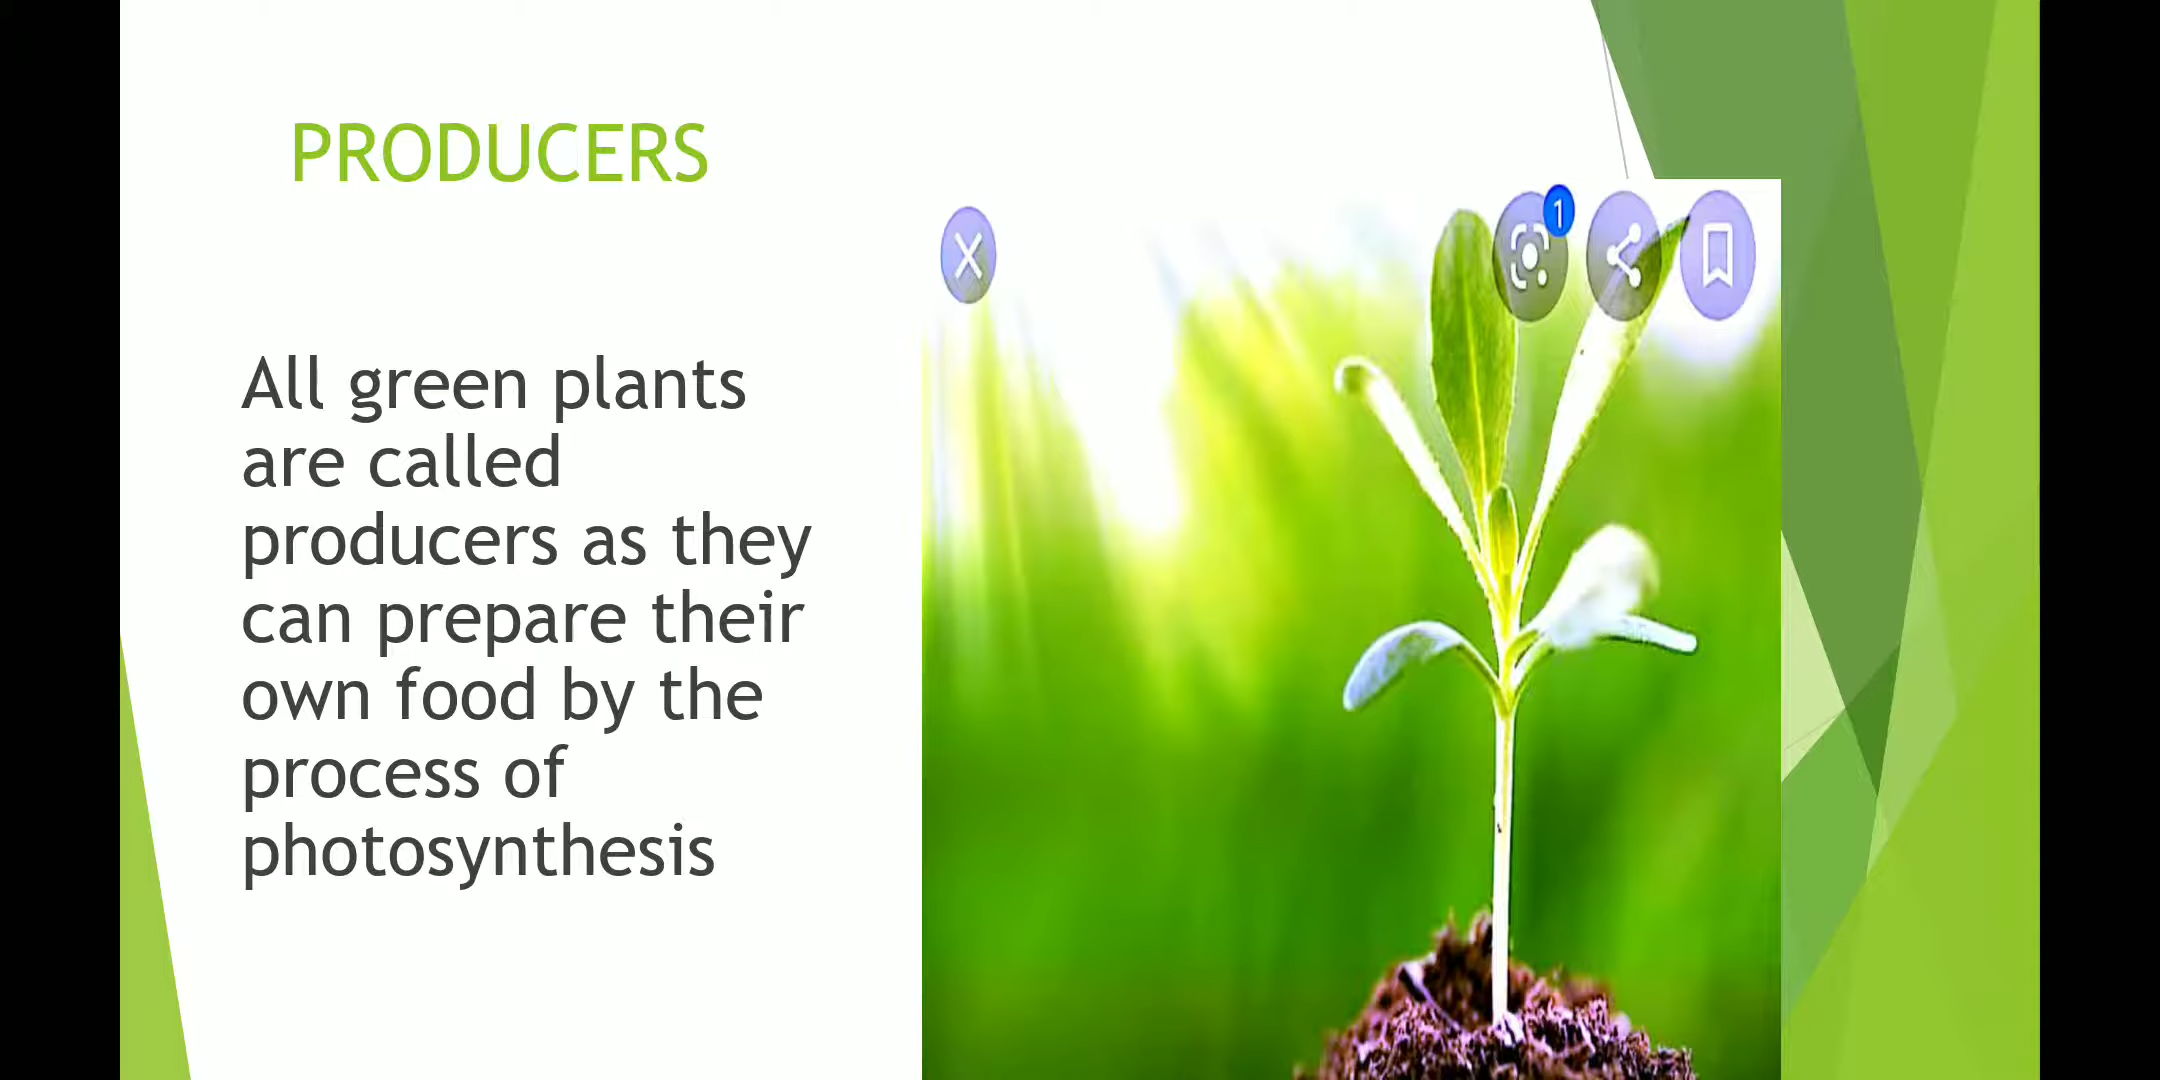 PRODUCERS
1
All green plants
are called
producers as they
can prepare their
own food by the
process of
photosynthesis